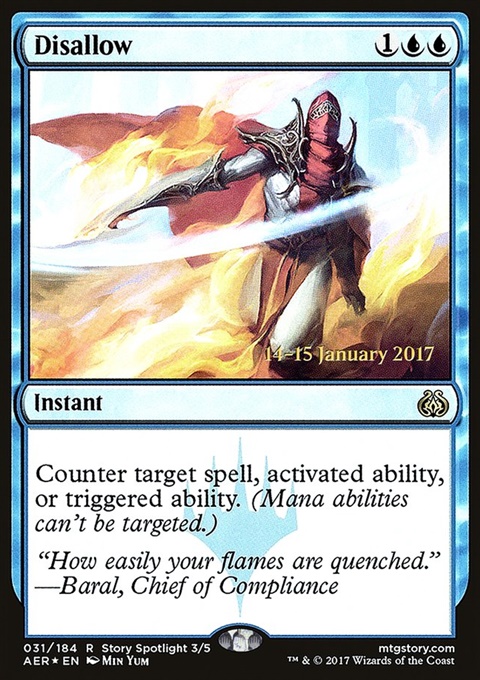 Disallow 1
14–15 January 2017
Instant
Counter target spell, activated ability,
or triggered ability. (Mana abilities
can't be targeted.)
"How easily your flames are quenched."
—Baral, Chief of Compliance
031/184 R Story Spotlight 3/5 mtgstory.com
AER★EN Min Yum ™ & © 2017 Wizards of the Coast